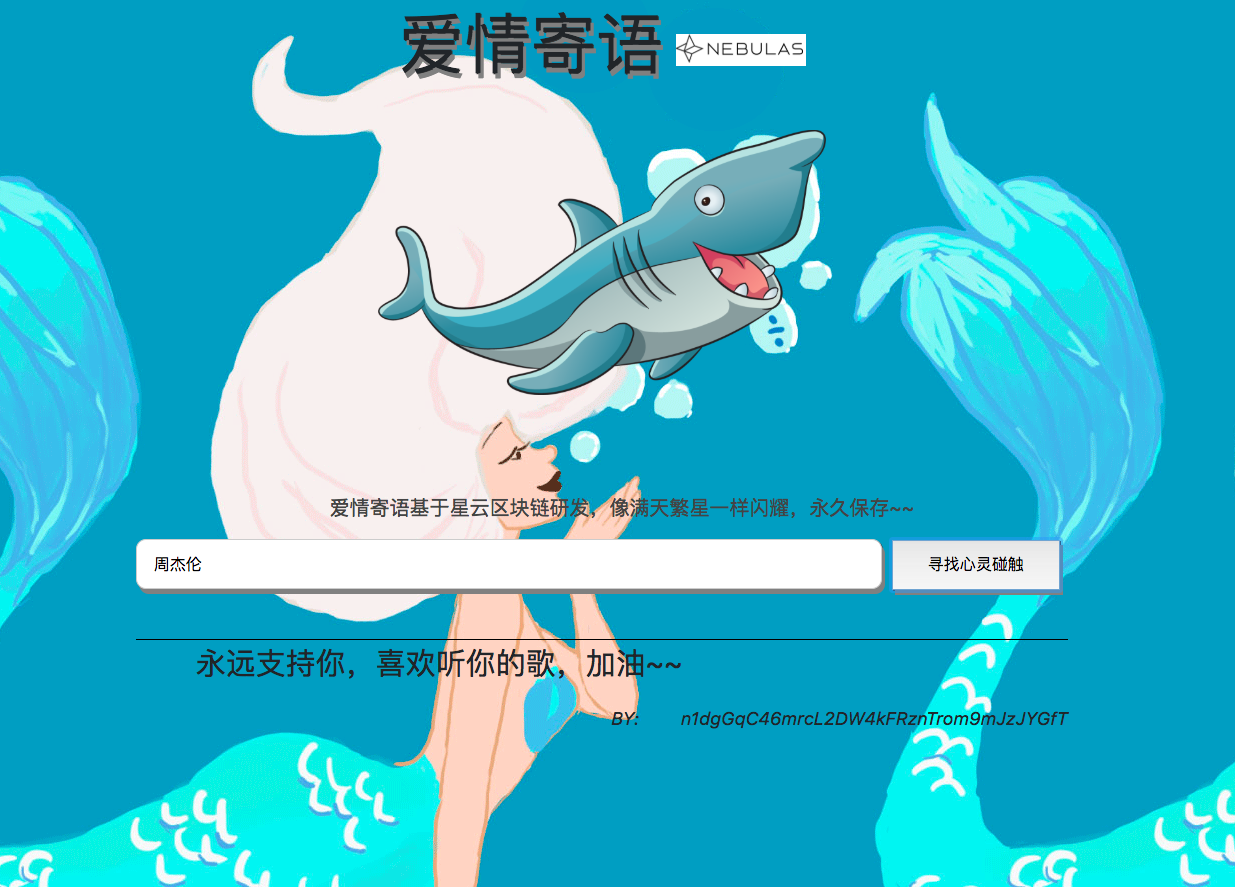 爱情寄语 NEBULAS
爱情寄语基于星云区块链研发，像满天繁星一样闪耀，永久保存~~
周杰伦 寻找心灵碰触
永远支持你，喜欢听你的歌，加油~~
BY: n1dgGqC46mrcL2DW4kFRznTrom9mJzJYGfT